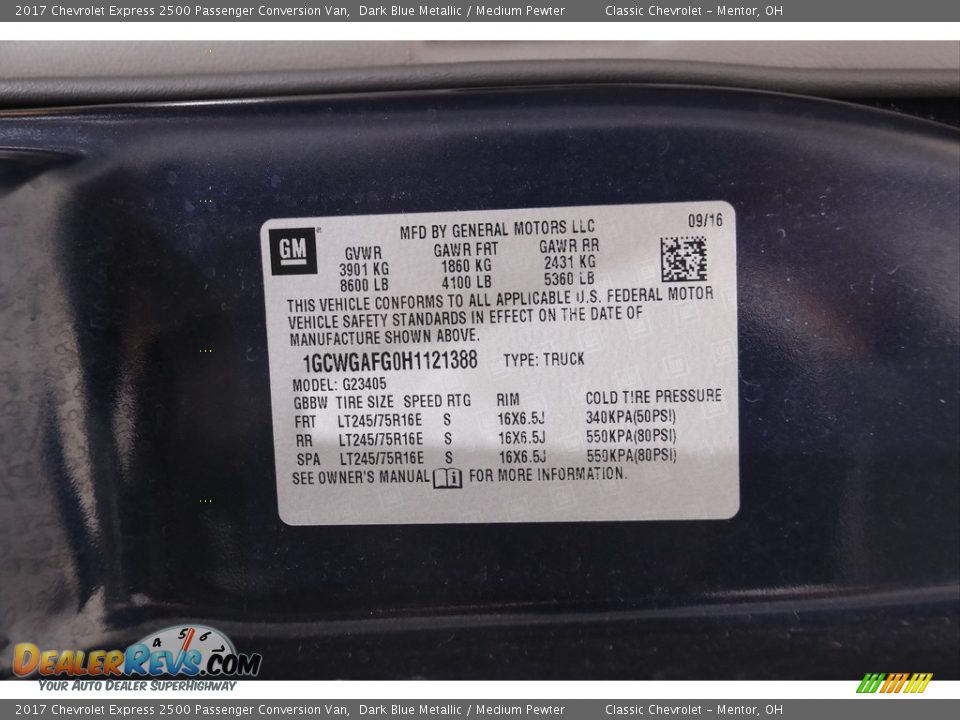 2017 Chevrolet Express 2500 Passenger Conversion Van, Dark Blue Metallic / Medium Pewter Classic Chevrolet – Mentor, OH
GM
MFD BY GENERAL MOTORS LLC 09/16
GVWR GAWR FRT GAWR RR
3901 KG 1860 KG 2431 KG
8600 LB 4100 LB 5360 LB
THIS VEHICLE CONFORMS TO ALL APPLICABLE U.S. FEDERAL MOTOR
VEHICLE SAFETY STANDARDS IN EFFECT ON THE DATE OF
MANUFACTURE SHOWN ABOVE.
1GCWGAFG0H1121388 TYPE: TRUCK
MODEL: G23405
GBBW TIRE SIZE SPEED RTG RIM COLD TIRE PRESSURE
FRT LT245/75R16E S 16X6.5J 340KPA(50PSI)
RR LT245/75R16E S 16X6.5J 550KPA(80PSI)
SPA LT245/75R16E S 16X6.5J 550KPA(80PSI)
SEE OWNER'S MANUAL i FOR MORE INFORMATION.
4 5 6 7
DEALERREVS.COM
YOUR AUTO DEALER SUPERHIGHWAY
2017 Chevrolet Express 2500 Passenger Conversion Van, Dark Blue Metallic / Medium Pewter Classic Chevrolet – Mentor, OH